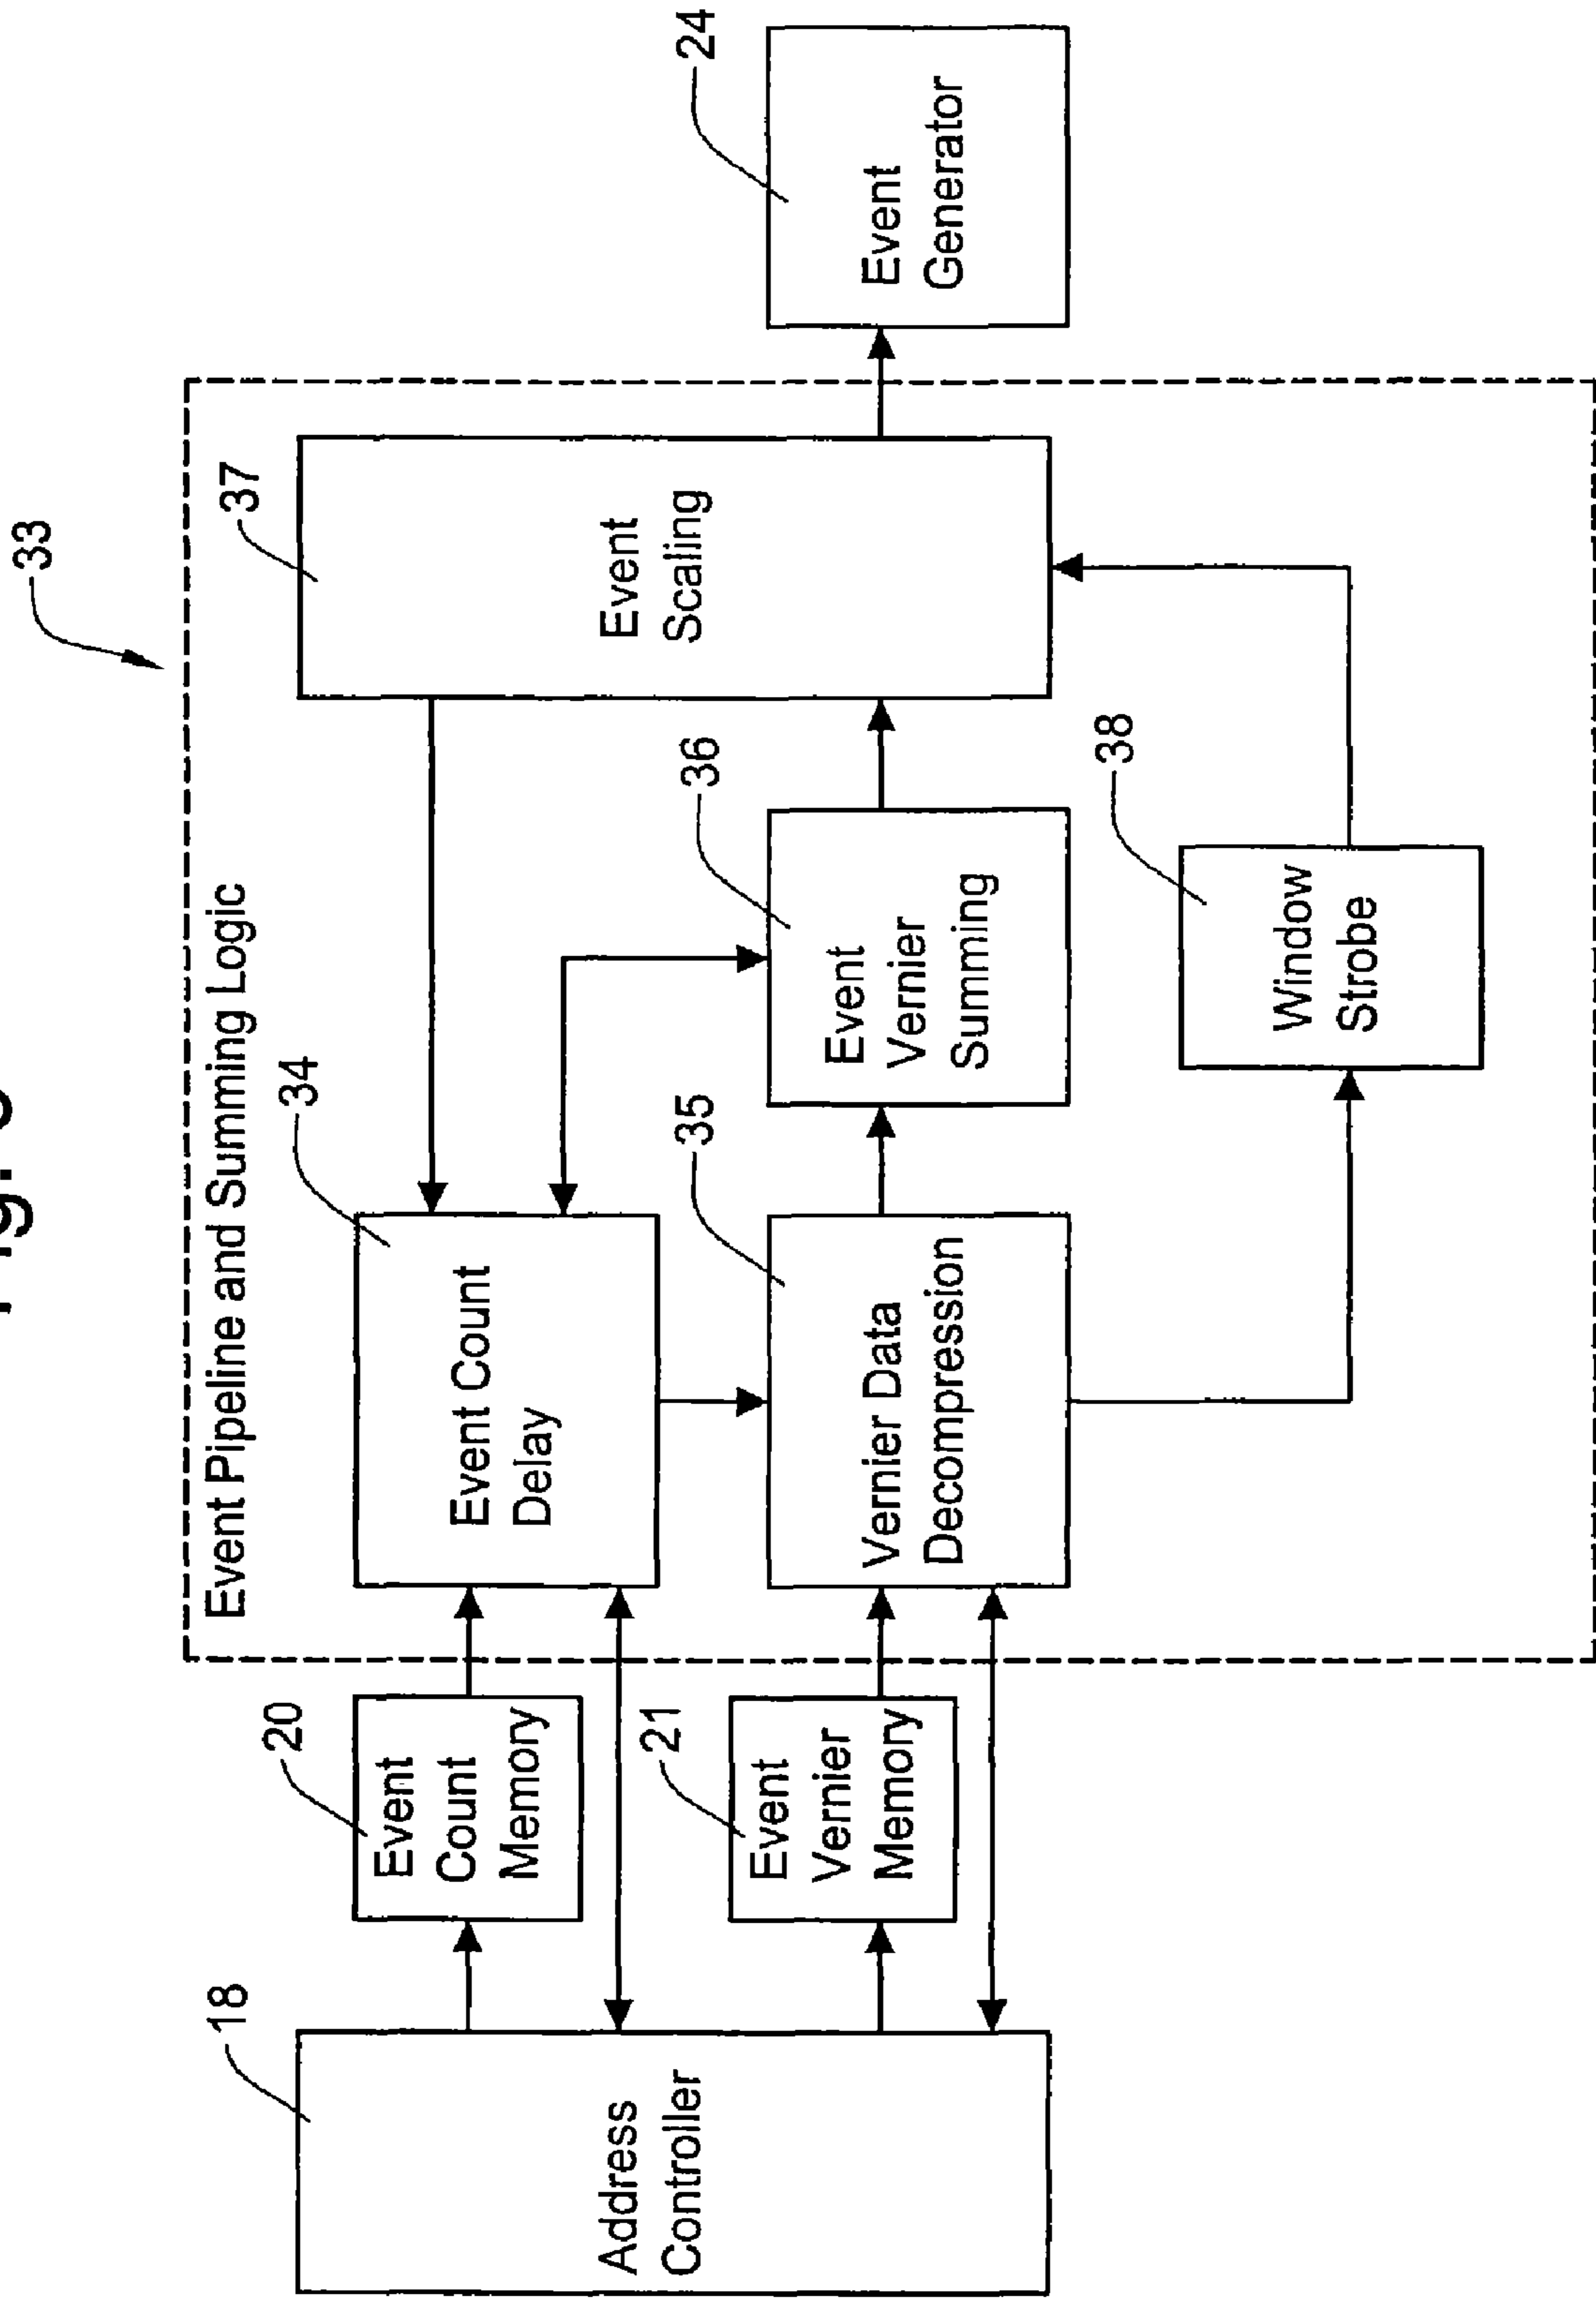 33
Event Pipeline and Summing Logic
18
Address
Controller
20
Event
Count
Memory
21
Event
Vernier
Memory
34
Event Count
Delay
35
Vernier Data
Decompression
36
Event
Vernier
Summing
37
Event
Scaling
38
Window
Strobe
24
Event
Generator